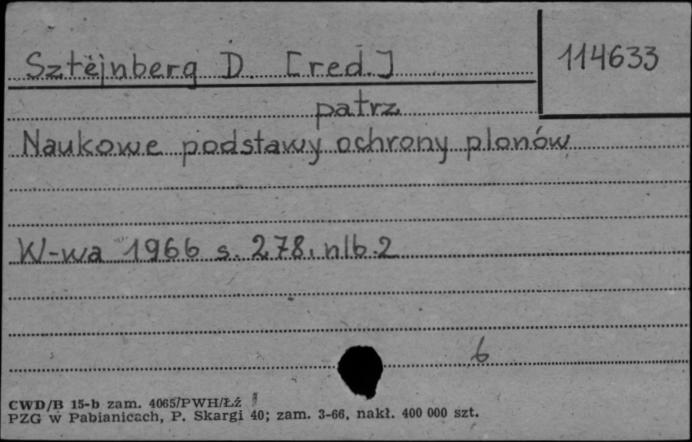 Sztejnberg D. [red.]
114633
patrz
Naukowe podstawy ochrony plonów
W-wa 1966 s. 278. nlb. 2
6
CWD/B 15-b zam. 4065/PWH/Łź
PZG w Pabianicach, P. Skargi 40; zam. 3-66, nakł. 400 000 szt.